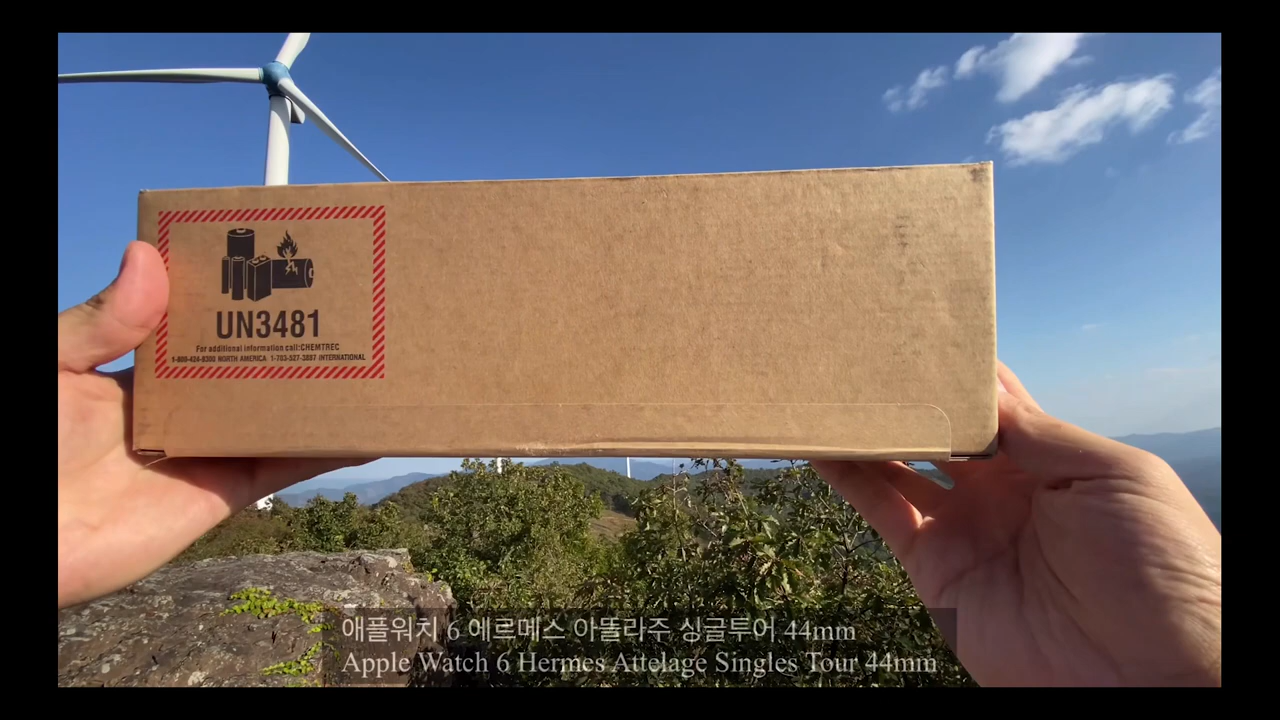 UN3481
For additional information call:CHEMTREC
1-800-424-9300 NORTH AMERICA 1-703-527-3887 INTERNATIONAL
애플워치 6 에르메스 아뜰라주 싱글투어 44mm
Apple Watch 6 Hermes Attelage Singles Tour 44mm